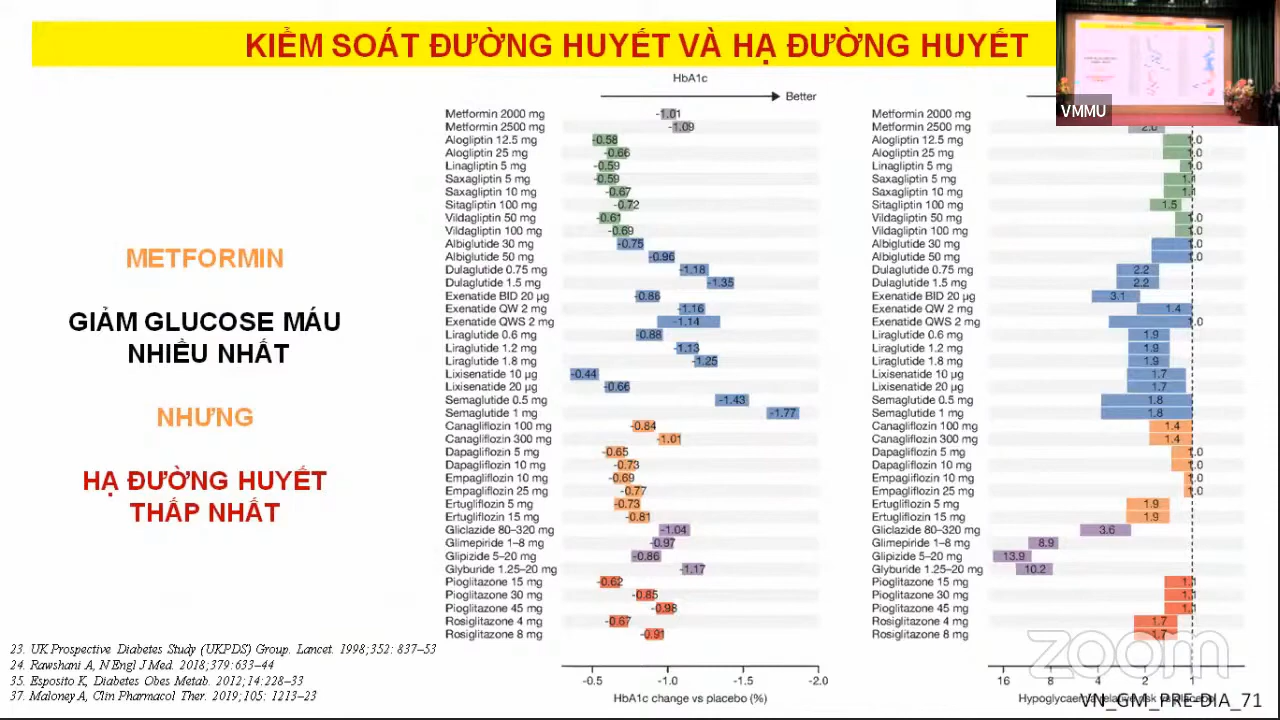 KIỂM SOÁT ĐƯỜNG HUYẾT VÀ HẠ ĐƯỜNG HUYẾT
VMMU
METFORMIN
GIẢM GLUCOSE MÁU
NHIỀU NHẤT
NHƯNG
HẠ ĐƯỜNG HUYẾT
THẤP NHẤT
HbA1c
Better
Metformin 2000 mg -1.01
Metformin 2500 mg -1.09
Alogliptin 12.5 mg -0.58
Alogliptin 25 mg -0.66
Linagliptin 5 mg -0.59
Saxagliptin 5 mg -0.59
Saxagliptin 10 mg -0.67
Sitagliptin 100 mg -0.72
Vildagliptin 50 mg -0.61
Vildagliptin 100 mg -0.69
Albiglutide 30 mg -0.75
Albiglutide 50 mg -0.96
Dulaglutide 0.75 mg -1.18
Dulaglutide 1.5 mg -1.35
Exenatide BID 20 µg -0.86
Exenatide QW 2 mg -1.16
Exenatide QWS 2 mg -1.14
Liraglutide 0.6 mg -0.88
Liraglutide 1.2 mg -1.13
Liraglutide 1.8 mg -1.25
Lixisenatide 10 µg -0.44
Lixisenatide 20 µg -0.66
Semaglutide 0.5 mg -1.43
Semaglutide 1 mg -1.77
Canagliflozin 100 mg -0.84
Canagliflozin 300 mg -1.01
Dapagliflozin 5 mg -0.65
Dapagliflozin 10 mg -0.73
Empagliflozin 10 mg -0.69
Empagliflozin 25 mg -0.77
Ertugliflozin 5 mg -0.73
Ertugliflozin 15 mg -0.81
Gliclazide 80–320 mg -1.04
Glimepiride 1–8 mg -0.97
Glipizide 5–20 mg -0.86
Glyburide 1.25–20 mg -1.17
Pioglitazone 15 mg -0.62
Pioglitazone 30 mg -0.85
Pioglitazone 45 mg -0.98
Rosiglitazone 4 mg -0.67
Rosiglitazone 8 mg -0.91
-0.5 -1.0 -1.5 -2.0
HbA1c change vs placebo (%)
Metformin 2000 mg
Metformin 2500 mg 2.0
Alogliptin 12.5 mg 1.0
Alogliptin 25 mg 1.0
Linagliptin 5 mg 1.0
Saxagliptin 5 mg 1.1
Saxagliptin 10 mg 1.1
Sitagliptin 100 mg 1.5
Vildagliptin 50 mg 1.0
Vildagliptin 100 mg 1.0
Albiglutide 30 mg 1.0
Albiglutide 50 mg 1.0
Dulaglutide 0.75 mg 2.2
Dulaglutide 1.5 mg 2.2
Exenatide BID 20 µg 3.1
Exenatide QW 2 mg 1.4
Exenatide QWS 2 mg 1.0
Liraglutide 0.6 mg 1.9
Liraglutide 1.2 mg 1.9
Liraglutide 1.8 mg 1.9
Lixisenatide 10 µg 1.7
Lixisenatide 20 µg 1.7
Semaglutide 0.5 mg 1.8
Semaglutide 1 mg 1.8
Canagliflozin 100 mg 1.4
Canagliflozin 300 mg 1.4
Dapagliflozin 5 mg 1.0
Dapagliflozin 10 mg 1.0
Empagliflozin 10 mg 1.0
Empagliflozin 25 mg 1.0
Ertugliflozin 5 mg 1.9
Ertugliflozin 15 mg 1.9
Gliclazide 80–320 mg 3.6
Glimepiride 1–8 mg 8.9
Glipizide 5–20 mg 13.9
Glyburide 1.25–20 mg 10.2
Pioglitazone 15 mg 1.1
Pioglitazone 30 mg 1.1
Pioglitazone 45 mg 1.1
Rosiglitazone 4 mg 1.7
Rosiglitazone 8 mg 1.7
16 8 4 2 1
Hypoglycaemia relative risk vs placebo
zoom
VN_GM_PRE-DIA_71
23. UK Prospective Diabetes Study (UKPDS) Group. Lancet. 1998;352: 837–53
24. Rawshani A, N Engl J Med. 2018;379:633–44
35. Esposito K, Diabetes Obes Metab. 2012;14:228–33
37. Maloney A, Clin Pharmacol Ther. 2019;105: 1213–23